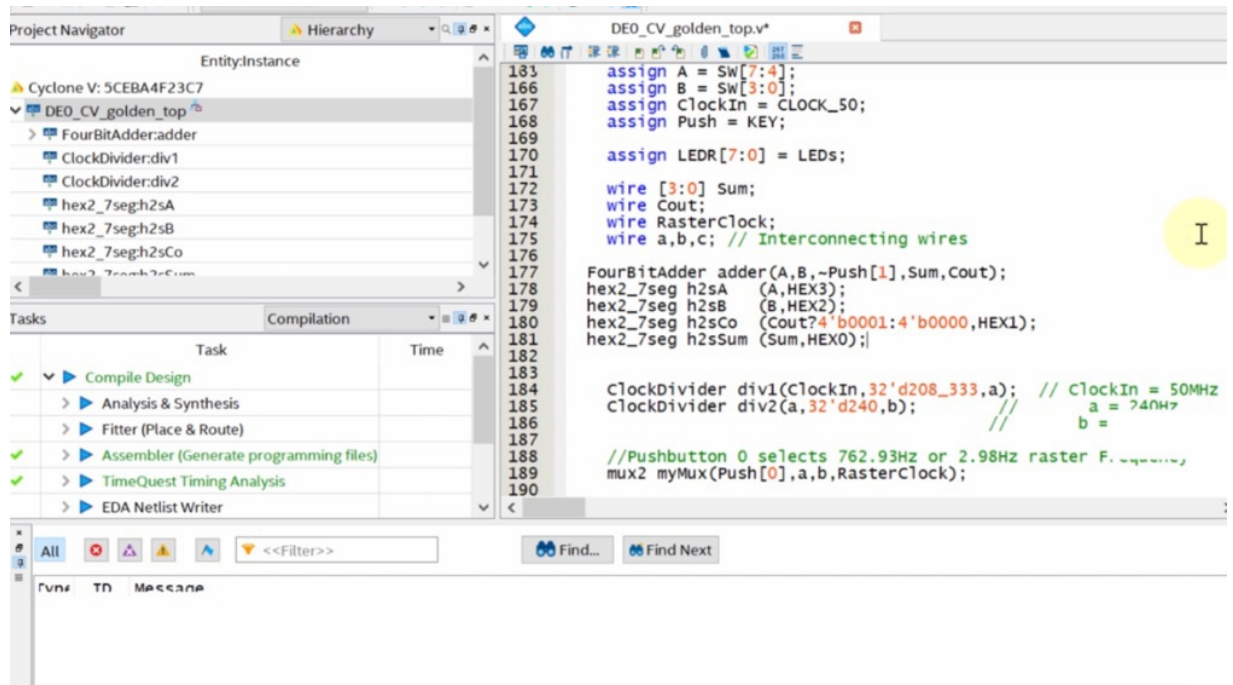 Project Navigator
Hierarchy
Entity:Instance
Cyclone V: 5CEBA4F23C7
DE0_CV_golden_top
FourBitAdder:adder
ClockDivider:div1
ClockDivider:div2
hex2_7seg:h2sA
hex2_7seg:h2sB
hex2_7seg:h2sCo
Tasks
Compilation
Task Time
Compile Design
Analysis & Synthesis
Fitter (Place & Route)
Assembler (Generate programming files)
TimeQuest Timing Analysis
EDA Netlist Writer
DE0_CV_golden_top.v*
assign A = SW[7:4];
166 assign B = SW[3:0];
167 assign ClockIn = CLOCK_50;
168 assign Push = KEY;
169
170 assign LEDR[7:0] = LEDs;
171
172 wire [3:0] Sum;
173 wire Cout;
174 wire RasterClock;
175 wire a,b,c; // Interconnecting wires
176
177 FourBitAdder adder(A,B,~Push[1],Sum,Cout);
178 hex2_7seg h2sA (A,HEX3);
179 hex2_7seg h2sB (B,HEX2);
180 hex2_7seg h2sCo (Cout?4'b0001:4'b0000,HEX1);
181 hex2_7seg h2sSum (Sum,HEX0);
182
183
184 ClockDivider div1(ClockIn,32'd208_333,a); // ClockIn = 50MHz
185 ClockDivider div2(a,32'd240,b); // a = 240Hz
186 // b =
187
188 //Pushbutton 0 selects 762.93Hz or 2.98Hz raster
189 mux2 myMux(Push[0],a,b,RasterClock);
190
All
<<Filter>>
Find...
Find Next
Type ID Message